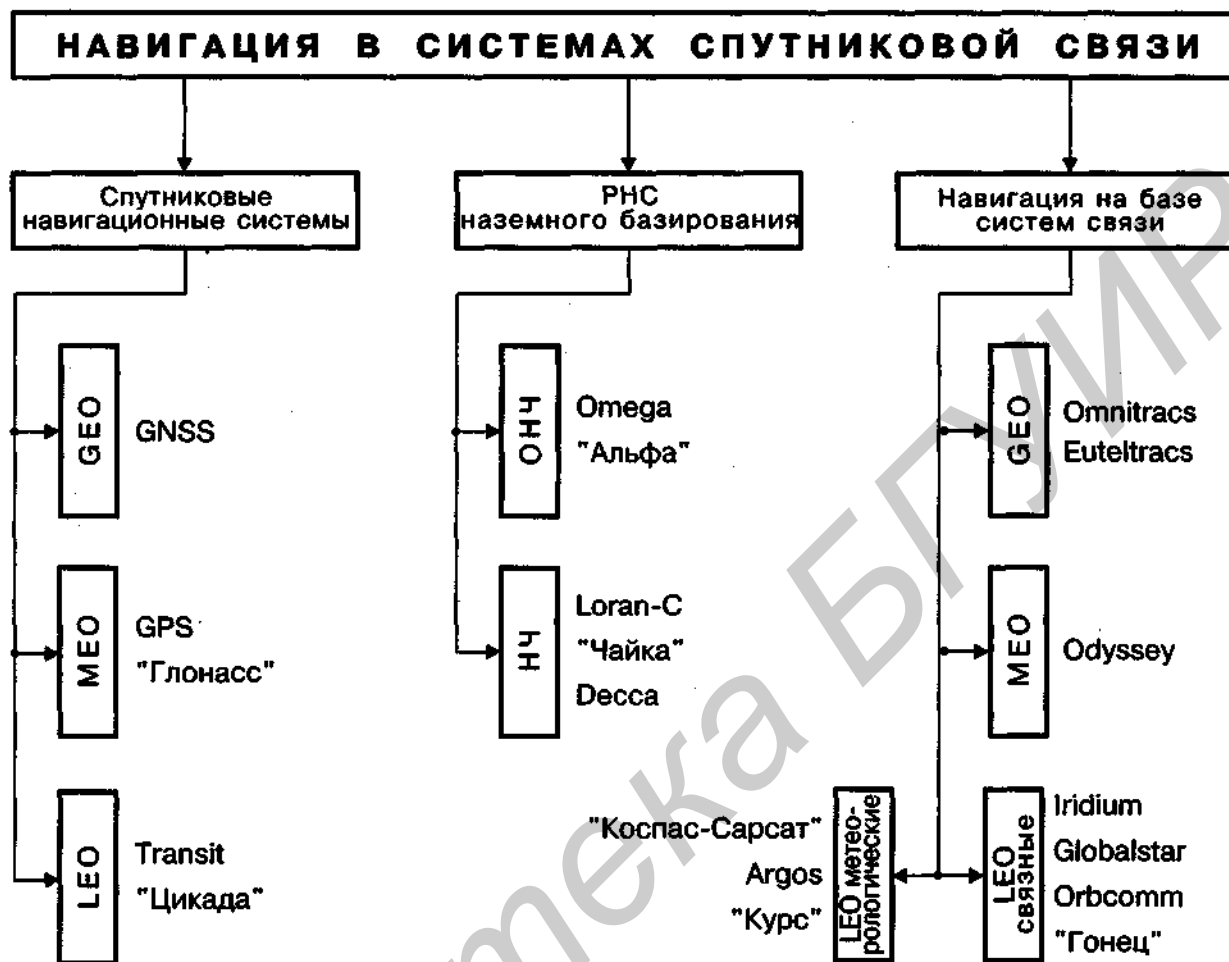 НАВИГАЦИЯ В СИСТЕМАХ СПУТНИКОВОЙ СВЯЗИ
Спутниковые
навигационные системы
GEO
GNSS
MEO
GPS
"Глонасс"
LEO
Transit
"Цикада"
РНС
наземного базирования
ОНЧ
Omega
"Альфа"
НЧ
Loran-C
"Чайка"
Decca
Навигация на базе
систем связи
GEO
Omnitracs
Euteltracs
MEO
Odyssey
"Коспас-Сарсат"
Argos
"Курс"
LEO метео-
рологические
LEO
связные
Iridium
Globalstar
Orbcomm
"Гонец"
тека БГУИР